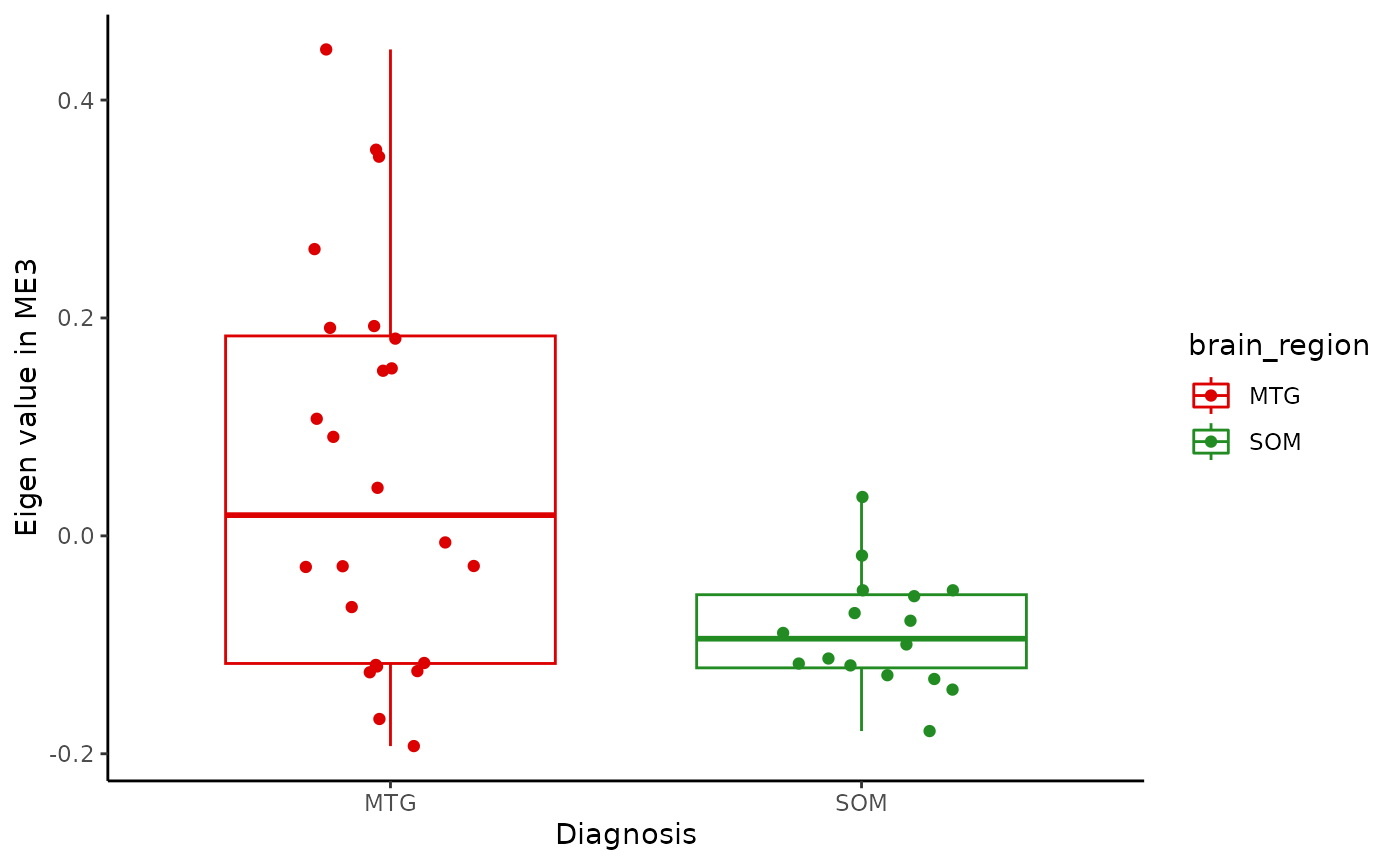 Eigen value in ME3
0.4
0.2
0.0
-0.2
MTG
SOM
Diagnosis
brain_region
MTG
SOM